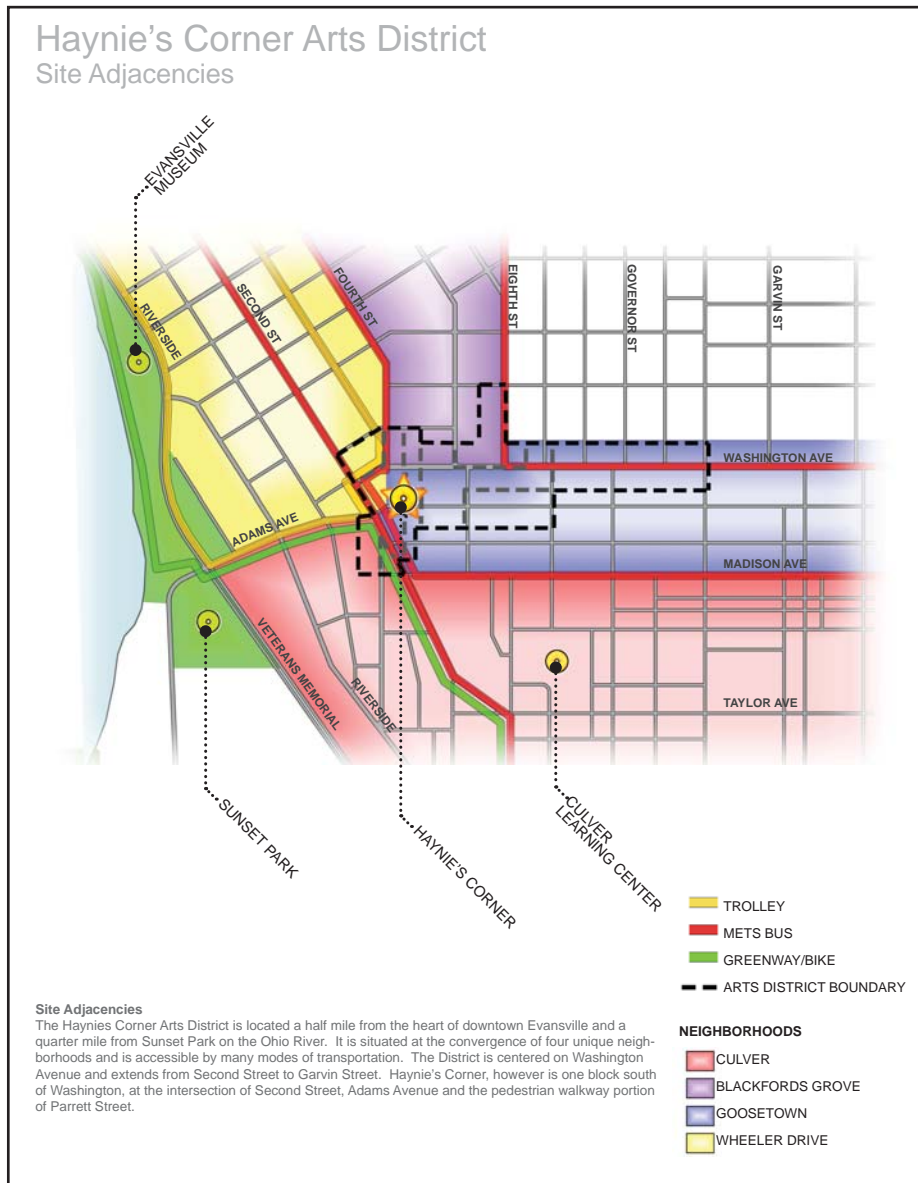 Haynie's Corner Arts District
Site Adjacencies
EVANSVILLE
MUSEUM
RIVERSIDE
SECOND ST
FOURTH ST
EIGHTH ST
GOVERNOR ST
GARVIN ST
WASHINGTON AVE
ADAMS AVE
MADISON AVE
VETERANS MEMORIAL
RIVERSIDE
TAYLOR AVE
SUNSET PARK
HAYNIE'S CORNER
CULVER
LEARNING CENTER
TROLLEY
METS BUS
GREENWAY/BIKE
ARTS DISTRICT BOUNDARY
NEIGHBORHOODS
CULVER
BLACKFORDS GROVE
GOOSETOWN
WHEELER DRIVE
Site Adjacencies
The Haynies Corner Arts District is located a half mile from the heart of downtown Evansville and a
quarter mile from Sunset Park on the Ohio River.  It is situated at the convergence of four unique neigh-
borhoods and is accessible by many modes of transportation.  The District is centered on Washington
Avenue and extends from Second Street to Garvin Street.  Haynie's Corner, however is one block south
of Washington, at the intersection of Second Street, Adams Avenue and the pedestrian walkway portion
of Parrett Street.